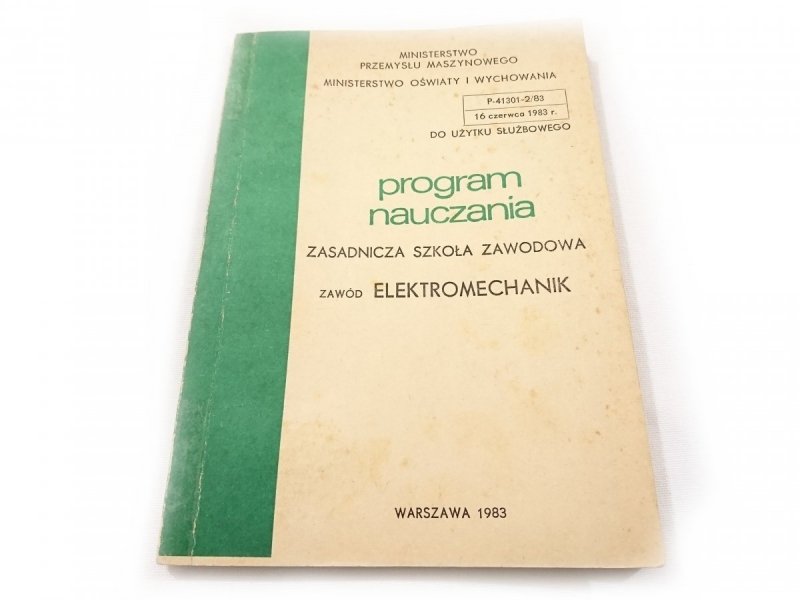 MINISTERSTWO
PRZEMYSŁU MASZYNOWEGO
MINISTERSTWO OŚWIATY I WYCHOWANIA
P-41301-2/83
16 czerwca 1983 r.
DO UŻYTKU SŁUŻBOWEGO
program
nauczania
ZASADNICZA SZKOŁA ZAWODOWA
ZAWÓD ELEKTROMECHANIK
WARSZAWA 1983